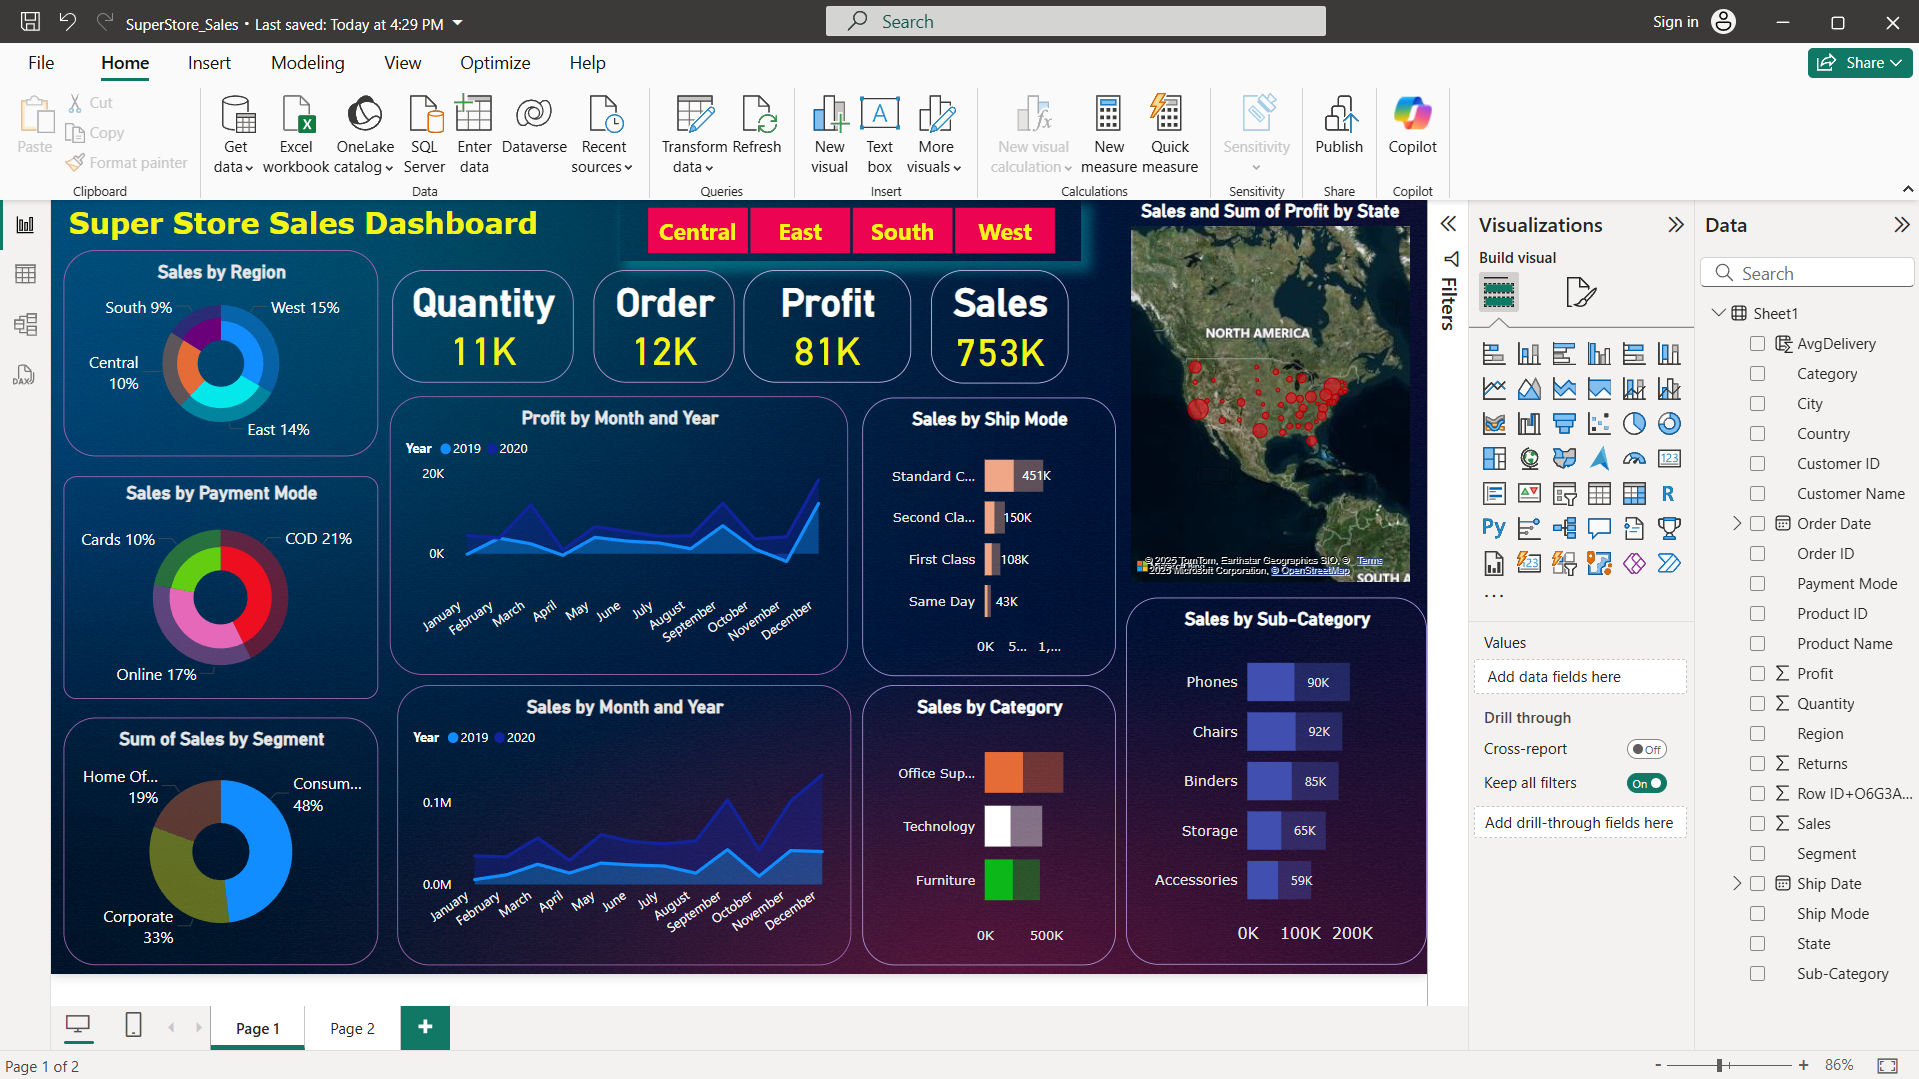 SuperStore_Sales • Last saved: Today at 4:29 PM
Search
Sign in
File
Home
Insert
Modeling
View
Optimize
Help
Share
Paste
Cut
Copy
Format painter
Clipboard
Get data
Excel workbook
OneLake catalog
SQL Server
Enter data
Dataverse
Recent sources
Data
Transform data
Refresh
Queries
New visual
Text box
More visuals
Insert
New visual calculation
New measure
Quick measure
Calculations
Sensitivity
Sensitivity
Publish
Share
Copilot
Copilot
Super Store Sales Dashboard
Central
East
South
West
Sales by Region
South 9%
West 15%
Central
10%
East 14%
Quantity
11K
Order
12K
Profit
81K
Sales
753K
Sales and Sum of Profit by State
NORTH AMERICA
© 2025 TomTom, Earthstar Geographics SIO, ©
2025 Microsoft Corporation, © OpenStreetMap
Terms
SOUTH A
Sales by Payment Mode
Cards 10%
COD 21%
Online 17%
Profit by Month and Year
Year 2019 2020
20K
0K
January
February
March
April
May
June
July
August
September
October
November
December
Sales by Ship Mode
Standard C...
451K
Second Cla...
150K
First Class
108K
Same Day
43K
0K 5... 1,...
Sum of Sales by Segment
Home Of...
19%
Consum...
48%
Corporate
33%
Sales by Month and Year
Year 2019 2020
0.1M
0.0M
January
February
March
April
May
June
July
August
September
October
November
December
Sales by Category
Office Sup...
Technology
Furniture
0K 500K
Sales by Sub-Category
Phones
90K
Chairs
92K
Binders
85K
Storage
65K
Accessories
59K
0K 100K 200K
Filters
Visualizations
Build visual
123
R
Py
123
...
Values
Add data fields here
Drill through
Cross-report
Off
Keep all filters
On
Add drill-through fields here
Data
Search
Sheet1
AvgDelivery
Category
City
Country
Customer ID
Customer Name
Order Date
Order ID
Payment Mode
Product ID
Product Name
Profit
Quantity
Region
Returns
Row ID+O6G3A...
Sales
Segment
Ship Date
Ship Mode
State
Sub-Category
Page 1
Page 2
+
Page 1 of 2
- + 86%